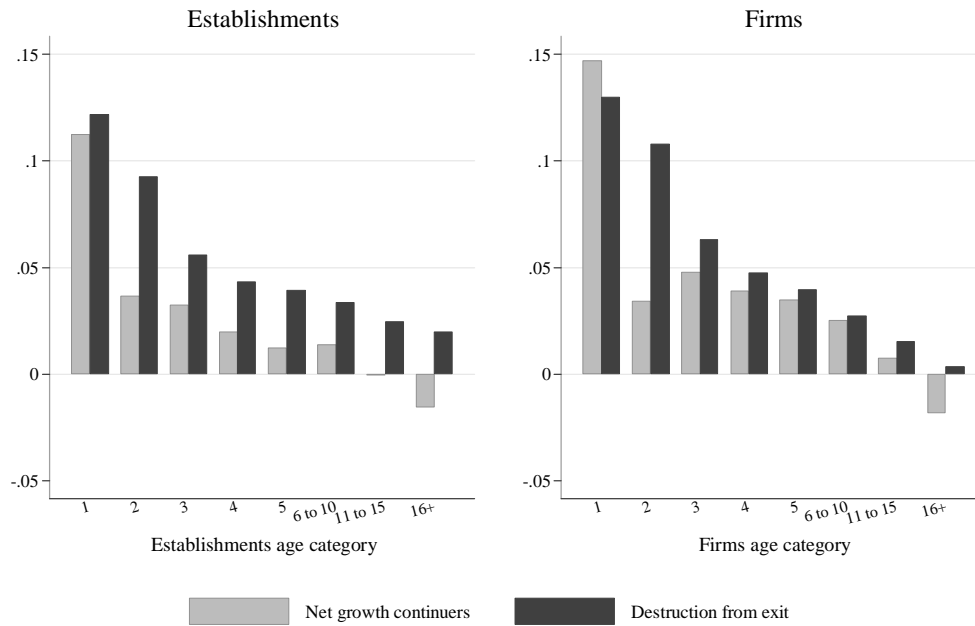 Establishments
.15
.1
.05
0
-.05
1 2 3 4 5 6 to 10 11 to 15 16+
Establishments age category
Firms
.15
.1
.05
0
-.05
1 2 3 4 5 6 to 10 11 to 15 16+
Firms age category
Net growth continuers Destruction from exit